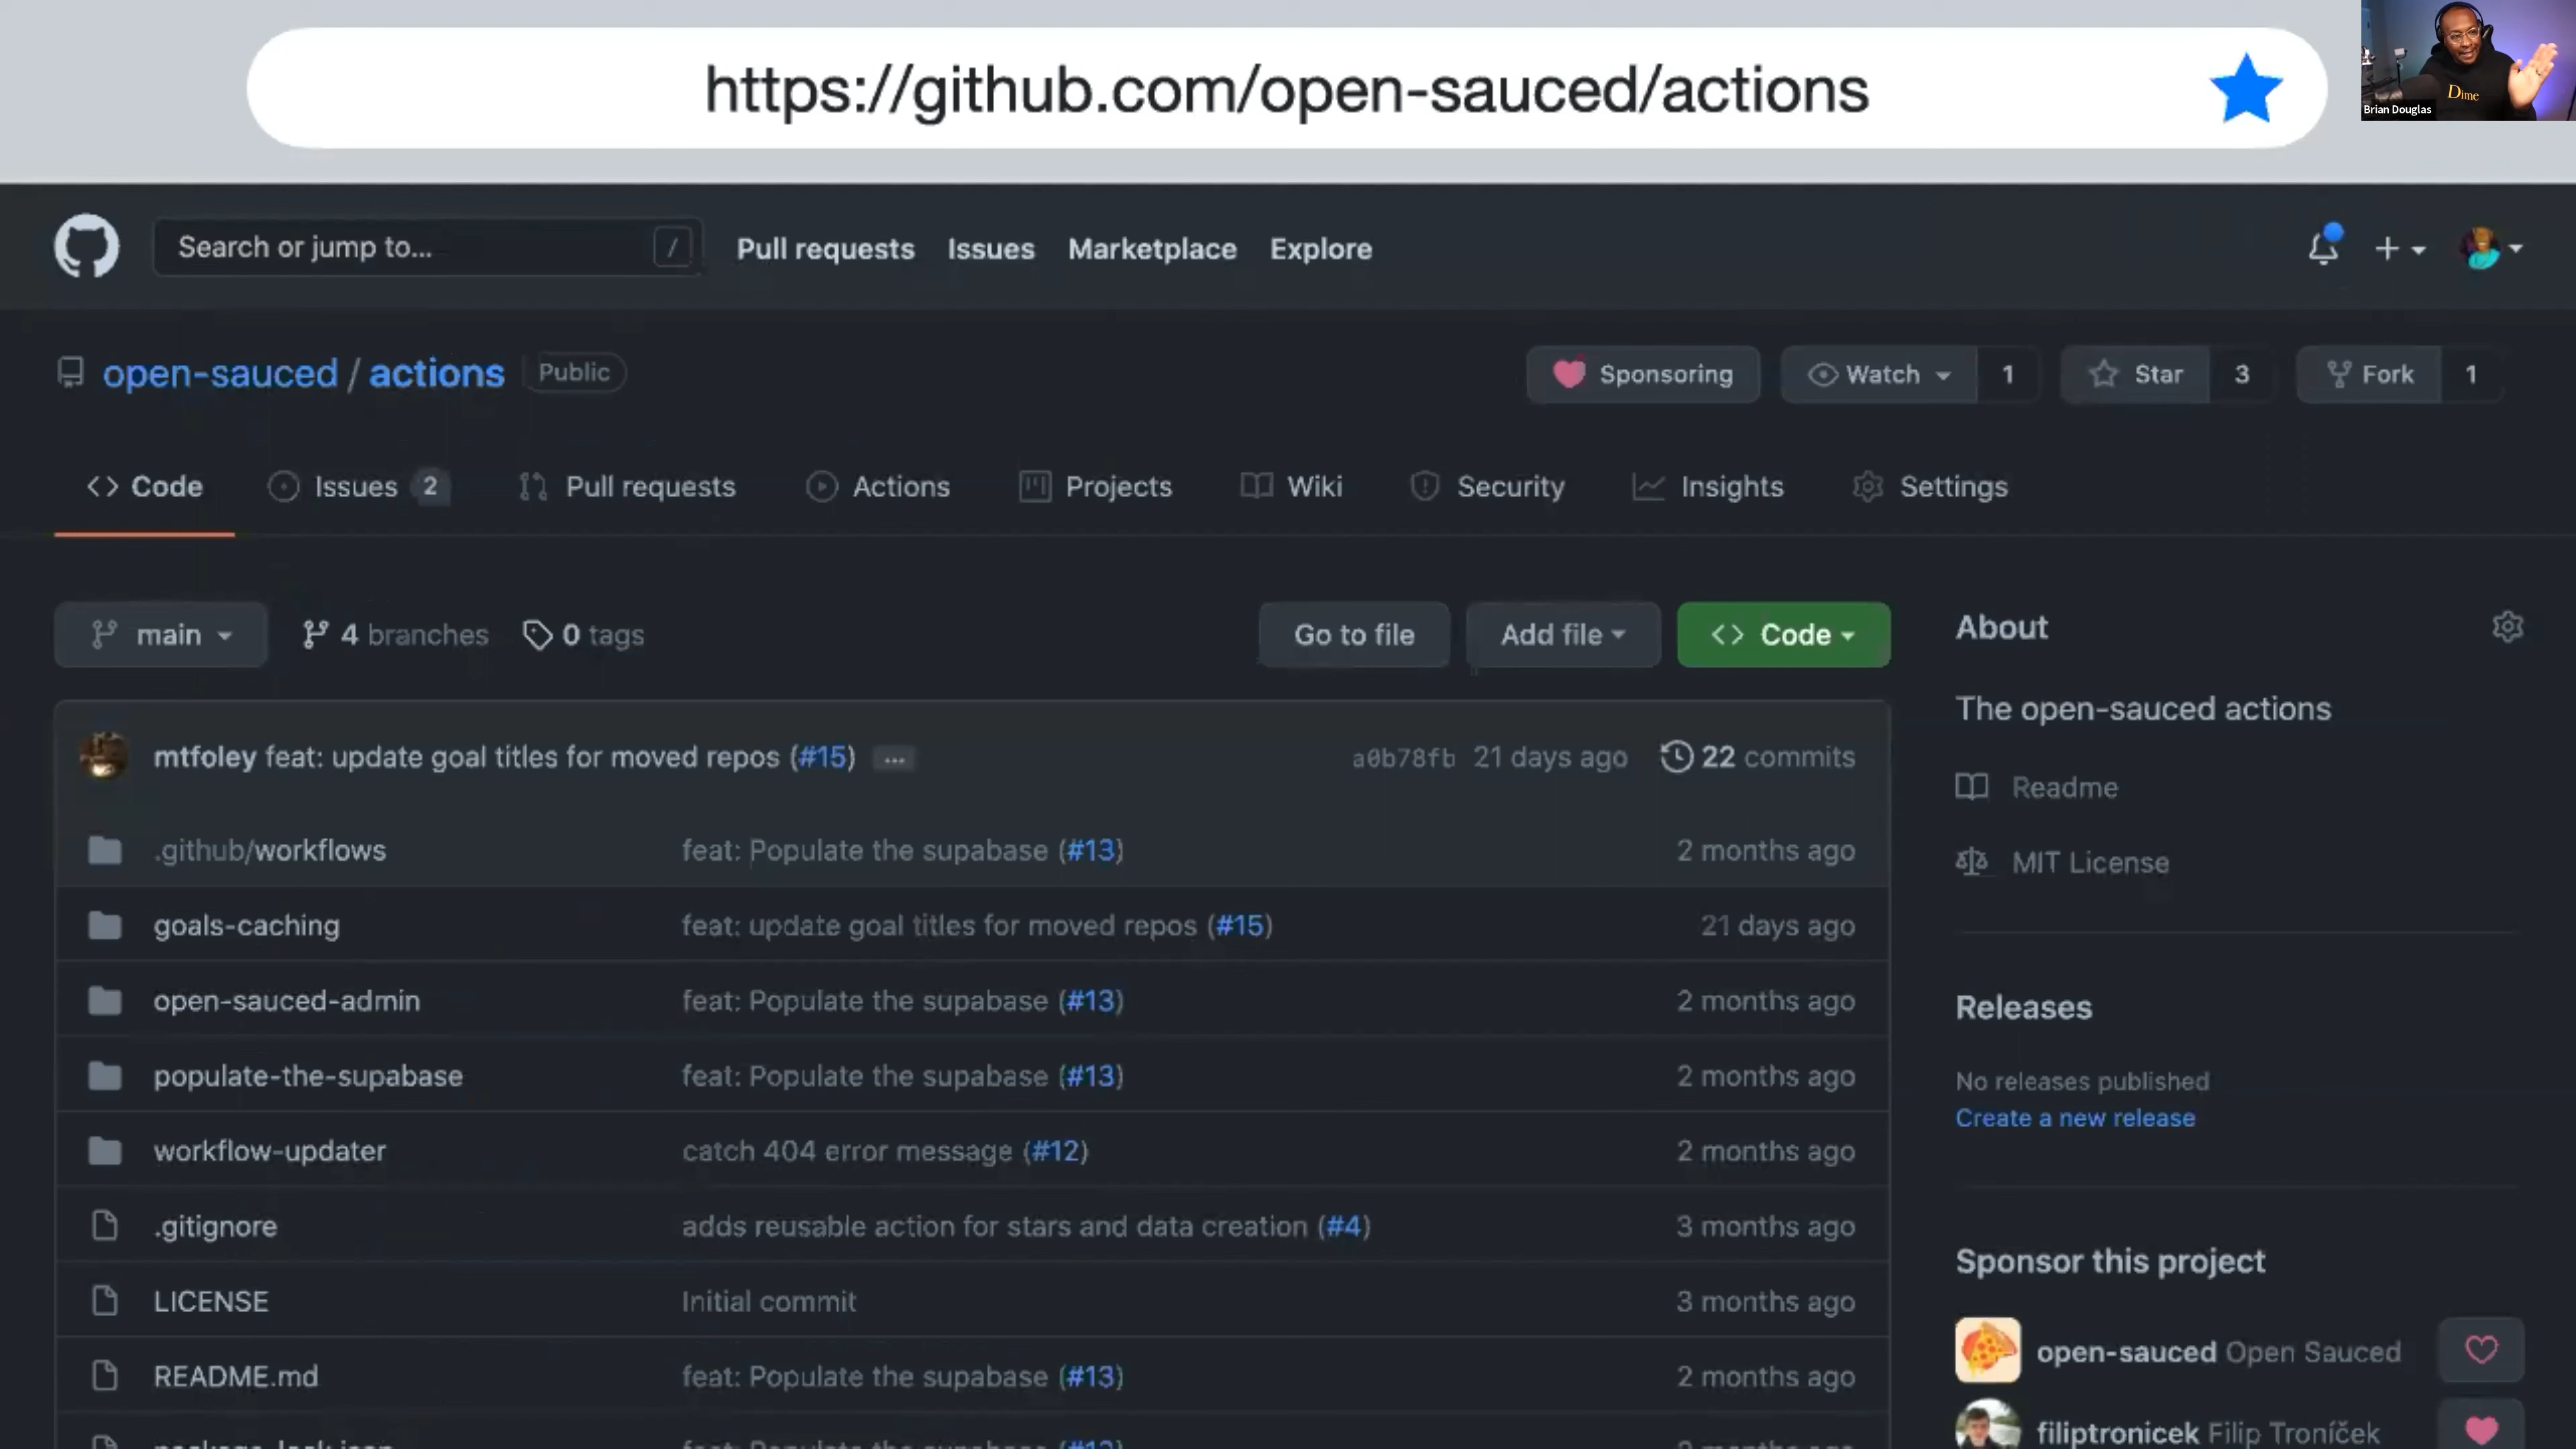 https://github.com/open-sauced/actions
Dime
Brian Douglas
Search or jump to... /
Pull requests Issues Marketplace Explore
open-sauced / actions Public
Sponsoring Watch 1 Star 3 Fork 1
Code Issues 2 Pull requests Actions Projects Wiki Security Insights Settings
main 4 branches 0 tags Go to file Add file Code
mtfoley feat: update goal titles for moved repos (#15) ... a0b78fb 21 days ago 22 commits
.github/workflows feat: Populate the supabase (#13) 2 months ago
goals-caching feat: update goal titles for moved repos (#15) 21 days ago
open-sauced-admin feat: Populate the supabase (#13) 2 months ago
populate-the-supabase feat: Populate the supabase (#13) 2 months ago
workflow-updater catch 404 error message (#12) 2 months ago
.gitignore adds reusable action for stars and data creation (#4) 3 months ago
LICENSE Initial commit 3 months ago
README.md feat: Populate the supabase (#13) 2 months ago
About
The open-sauced actions
Readme
MIT License
Releases
No releases published
Create a new release
Sponsor this project
open-sauced Open Sauced
filiptronicek Filip Troníček